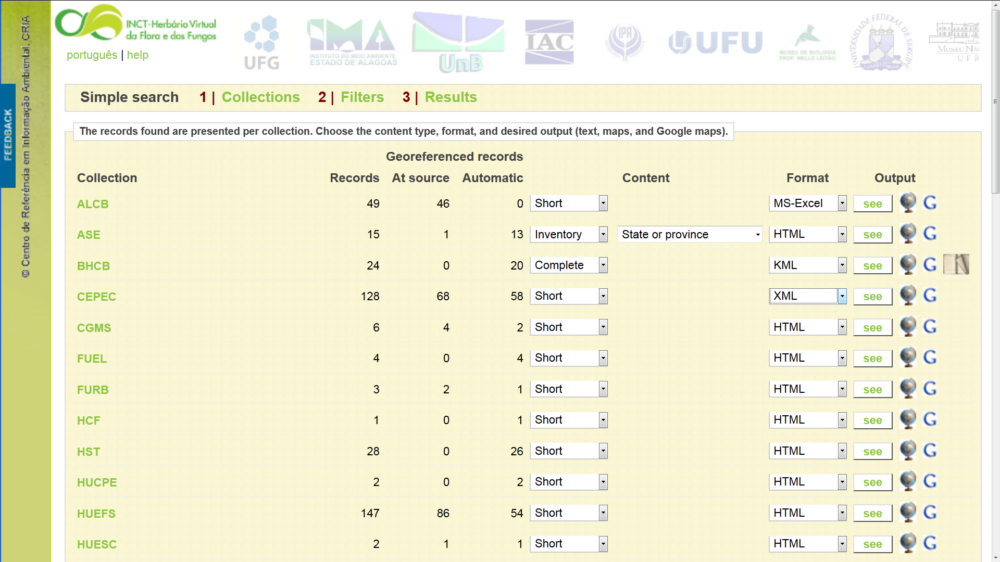 © Centro de Referência em Informação Ambiental, CRIA
FEEDBACK
INCT-Herbário Virtual
da Flora e dos Fungos
português | help
UFG
IMA
INSTITUTO DO MEIO AMBIENTE
ESTADO DE ALAGOAS
UnB
IAC
IPA
UFU
MUSEU DE BIOLOGIA
PROF. MELLO LEITÃO
UNIVERSIDADE FEDERAL DE SERGIPE
MUSEU NA
UFR
Simple search 1 | Collections 2 | Filters 3 | Results
The records found are presented per collection. Choose the content type, format, and desired output (text, maps, and Google maps).
Georeferenced records
Collection Records At source Automatic Content Format Output
ALCB 49 46 0 Short MS-Excel see G
ASE 15 1 13 Inventory State or province HTML see G
BHCB 24 0 20 Complete KML see G
CEPEC 128 68 58 Short XML see G
CGMS 6 4 2 Short HTML see G
FUEL 4 0 4 Short HTML see G
FURB 3 2 1 Short HTML see G
HCF 1 0 1 Short HTML see G
HST 28 0 26 Short HTML see G
HUCPE 2 0 2 Short HTML see G
HUEFS 147 86 54 Short HTML see G
HUESC 2 1 1 Short HTML see G